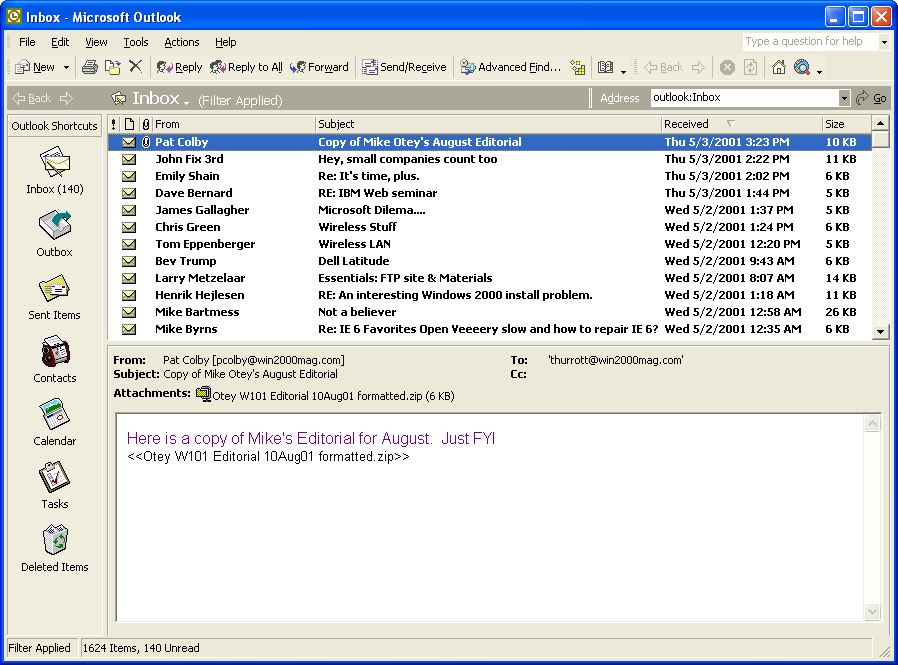 Inbox - Microsoft Outlook
File Edit View Tools Actions Help Type a question for help
New Reply Reply to All Forward Send/Receive Advanced Find... Back
Back Inbox (Filter Applied) Address outlook:Inbox Go
Outlook Shortcuts
Inbox (140)
Outbox
Sent Items
Contacts
Calendar
Tasks
Deleted Items
! From Subject Received Size
Pat Colby Copy of Mike Otey's August Editorial Thu 5/3/2001 3:23 PM 10 KB
John Fix 3rd Hey, small companies count too Thu 5/3/2001 2:22 PM 11 KB
Emily Shain Re: It's time, plus. Thu 5/3/2001 2:02 PM 6 KB
Dave Bernard RE: IBM Web seminar Thu 5/3/2001 1:44 PM 5 KB
James Gallagher Microsoft Dilema.... Wed 5/2/2001 1:37 PM 5 KB
Chris Green Wireless Stuff Wed 5/2/2001 1:24 PM 6 KB
Tom Eppenberger Wireless LAN Wed 5/2/2001 12:20 PM 5 KB
Bev Trump Dell Latitude Wed 5/2/2001 9:43 AM 6 KB
Larry Metzelaar Essentials: FTP site & Materials Wed 5/2/2001 8:07 AM 14 KB
Henrik Hejlesen RE: An interesting Windows 2000 install problem. Wed 5/2/2001 1:18 AM 11 KB
Mike Bartmess Not a believer Wed 5/2/2001 12:58 AM 26 KB
Mike Byrns Re: IE 6 Favorites Open Veeeery slow and how to repair IE 6? Wed 5/2/2001 12:35 AM 6 KB
From: Pat Colby [pcolby@win2000mag.com] To: 'thurrott@win2000mag.com'
Subject: Copy of Mike Otey's August Editorial Cc:
Attachments: Otey W101 Editorial 10Aug01 formatted.zip (6 KB)
Here is a copy of Mike's Editorial for August. Just FYI
<<Otey W101 Editorial 10Aug01 formatted.zip>>
Filter Applied 1624 Items, 140 Unread